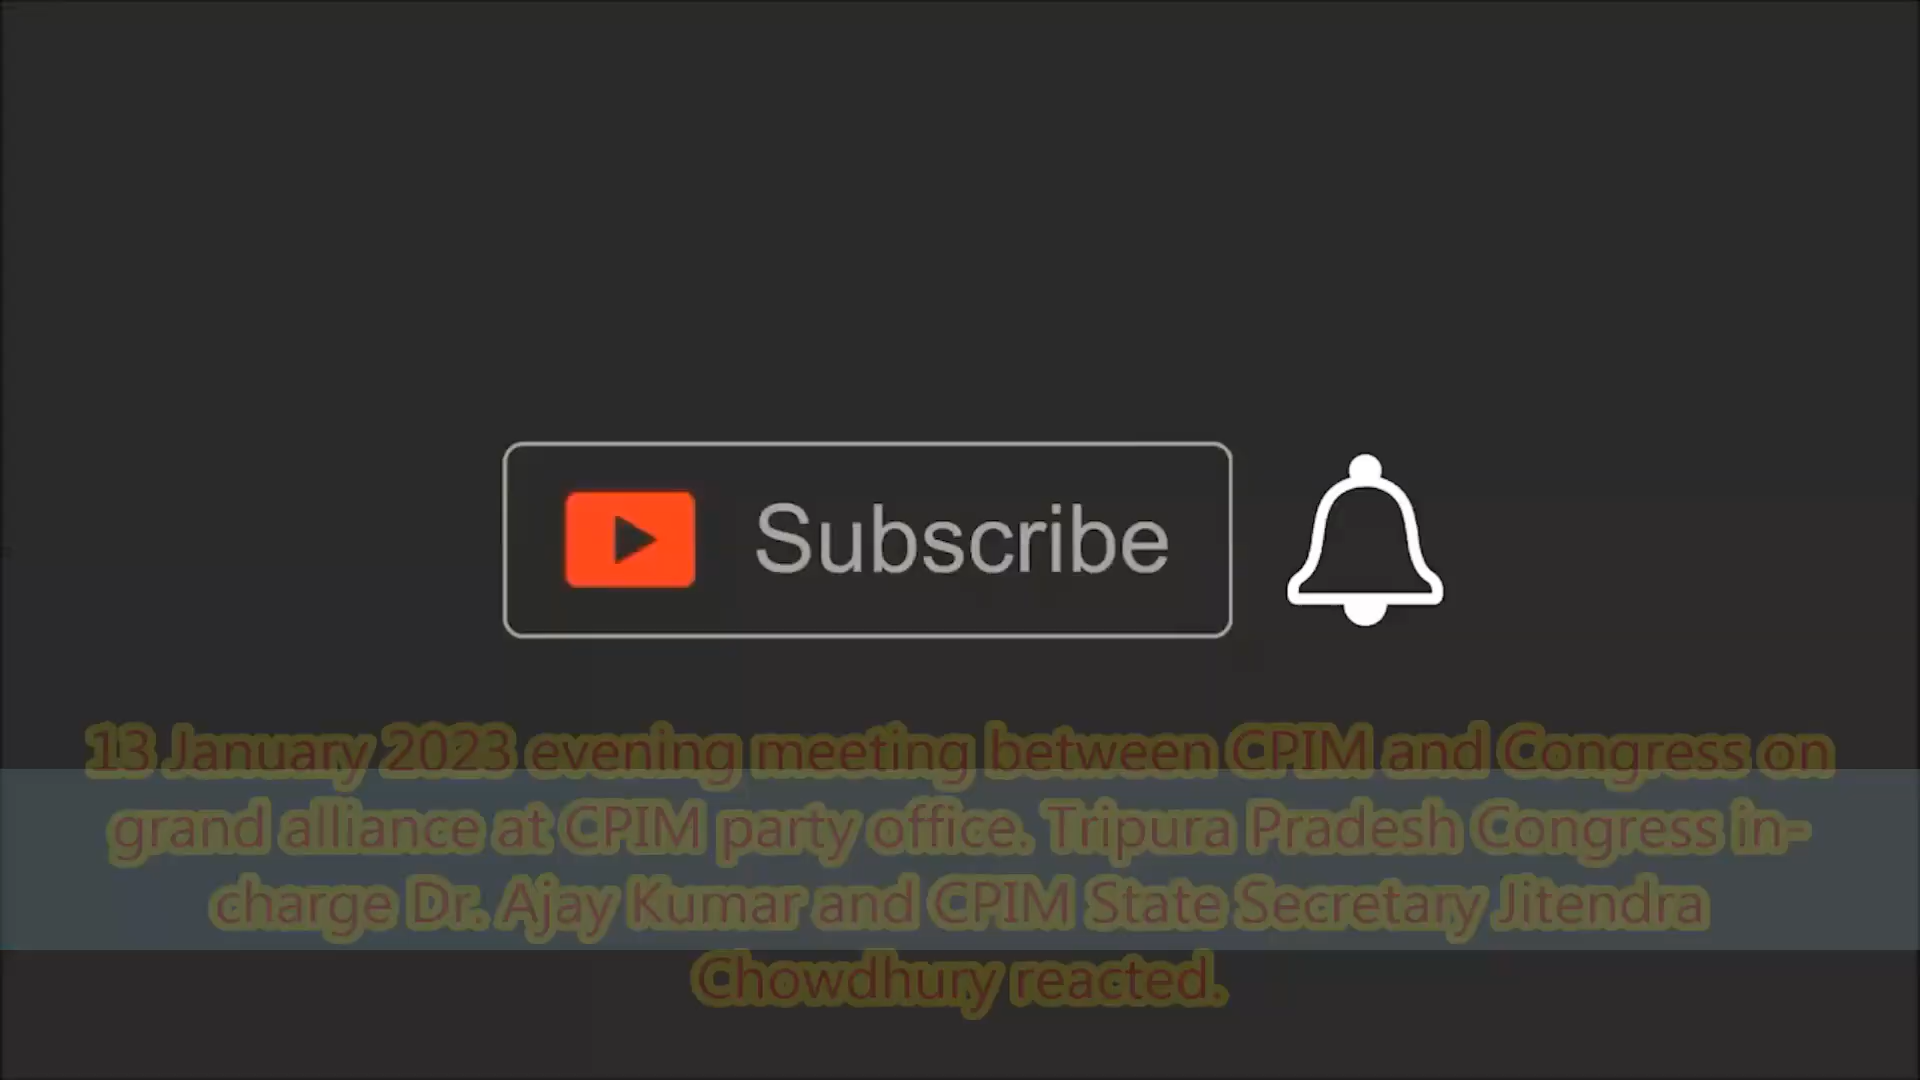 Subscribe
13 January 2023 evening meeting between CPIM and Congress on
grand alliance at CPIM party office. Tripura Pradesh Congress in-
charge Dr. Ajay Kumar and CPIM State Secretary Jitendra
Chowdhury reacted.